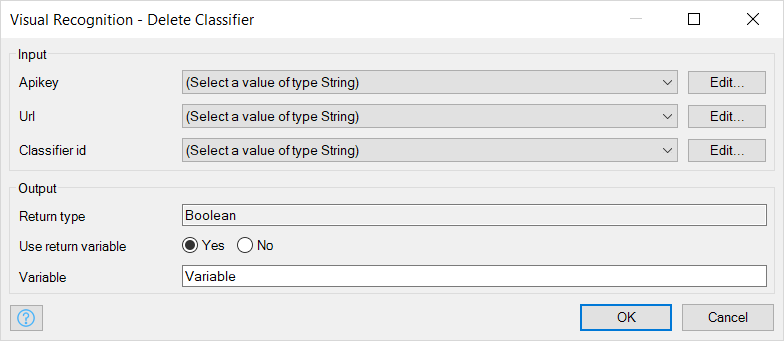 Visual Recognition - Delete Classifier
Input
Apikey (Select a value of type String) Edit...
Url (Select a value of type String) Edit...
Classifier id (Select a value of type String) Edit...
Output
Return type Boolean
Use return variable Yes No
Variable Variable
? OK Cancel